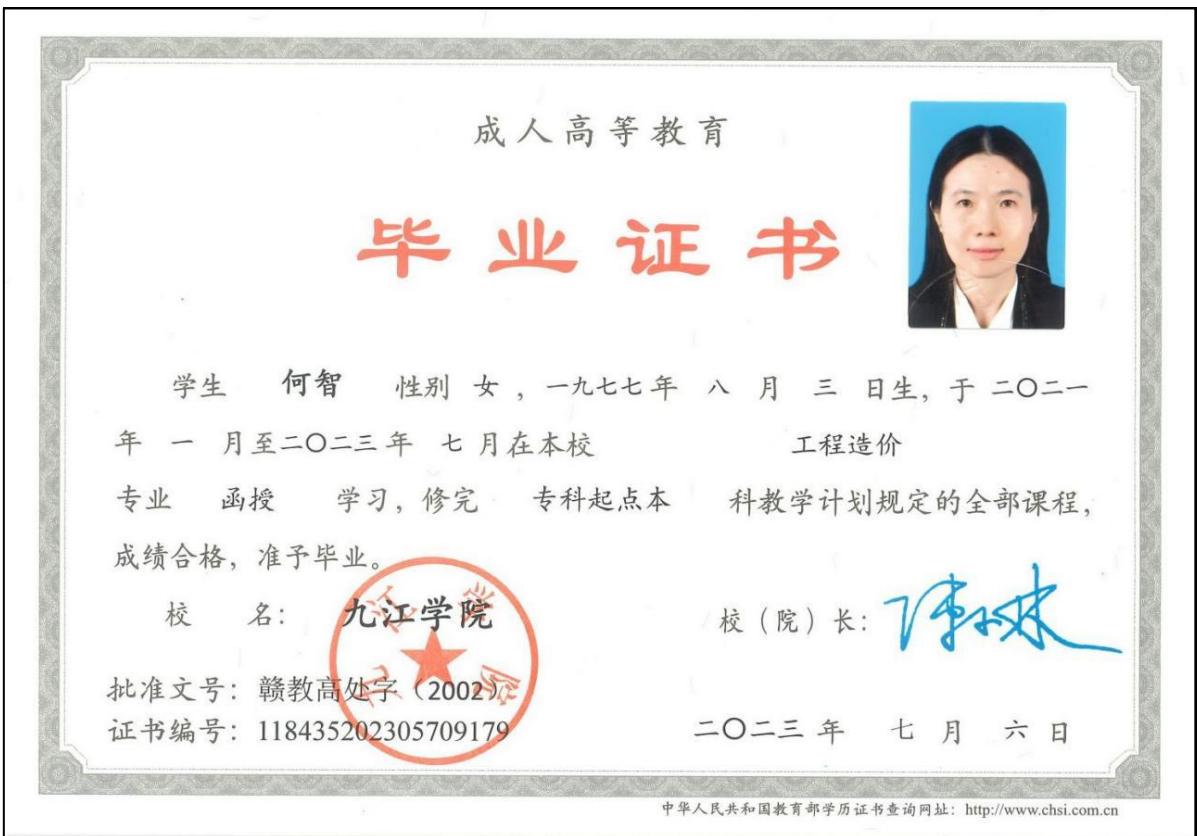 成人高等教育
毕业证书
学生 何智 性别 女 ，一九七七年 八 月 三 日生，于 二〇二一
年 一 月至二〇二三年 七 月在本校 工程造价
专业 函授 学习，修完 专科起点本 科教学计划规定的全部课程，
成绩合格，准予毕业。
校 名： 九江学院
校（院）长：
九江学院
批准文号：赣教高处字（2002）
证书编号：118435202305709179
二〇二三 年 七 月 六 日
中华人民共和国教育部学历证书查询网址：http://www.chsi.com.cn